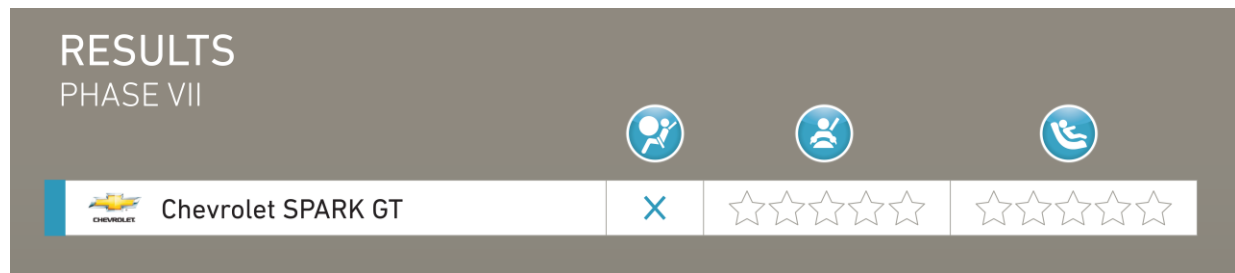 RESULTS
PHASE VII
CHEVROLET
Chevrolet SPARK GT
X